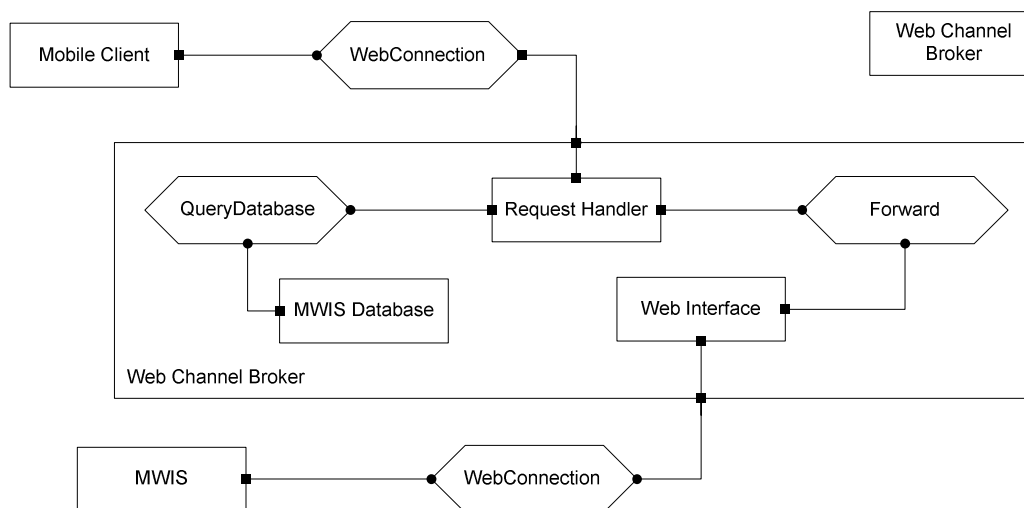 Mobile Client
WebConnection
Web Channel
Broker
QueryDatabase
Request Handler
Forward
MWIS Database
Web Interface
Web Channel Broker
MWIS
WebConnection